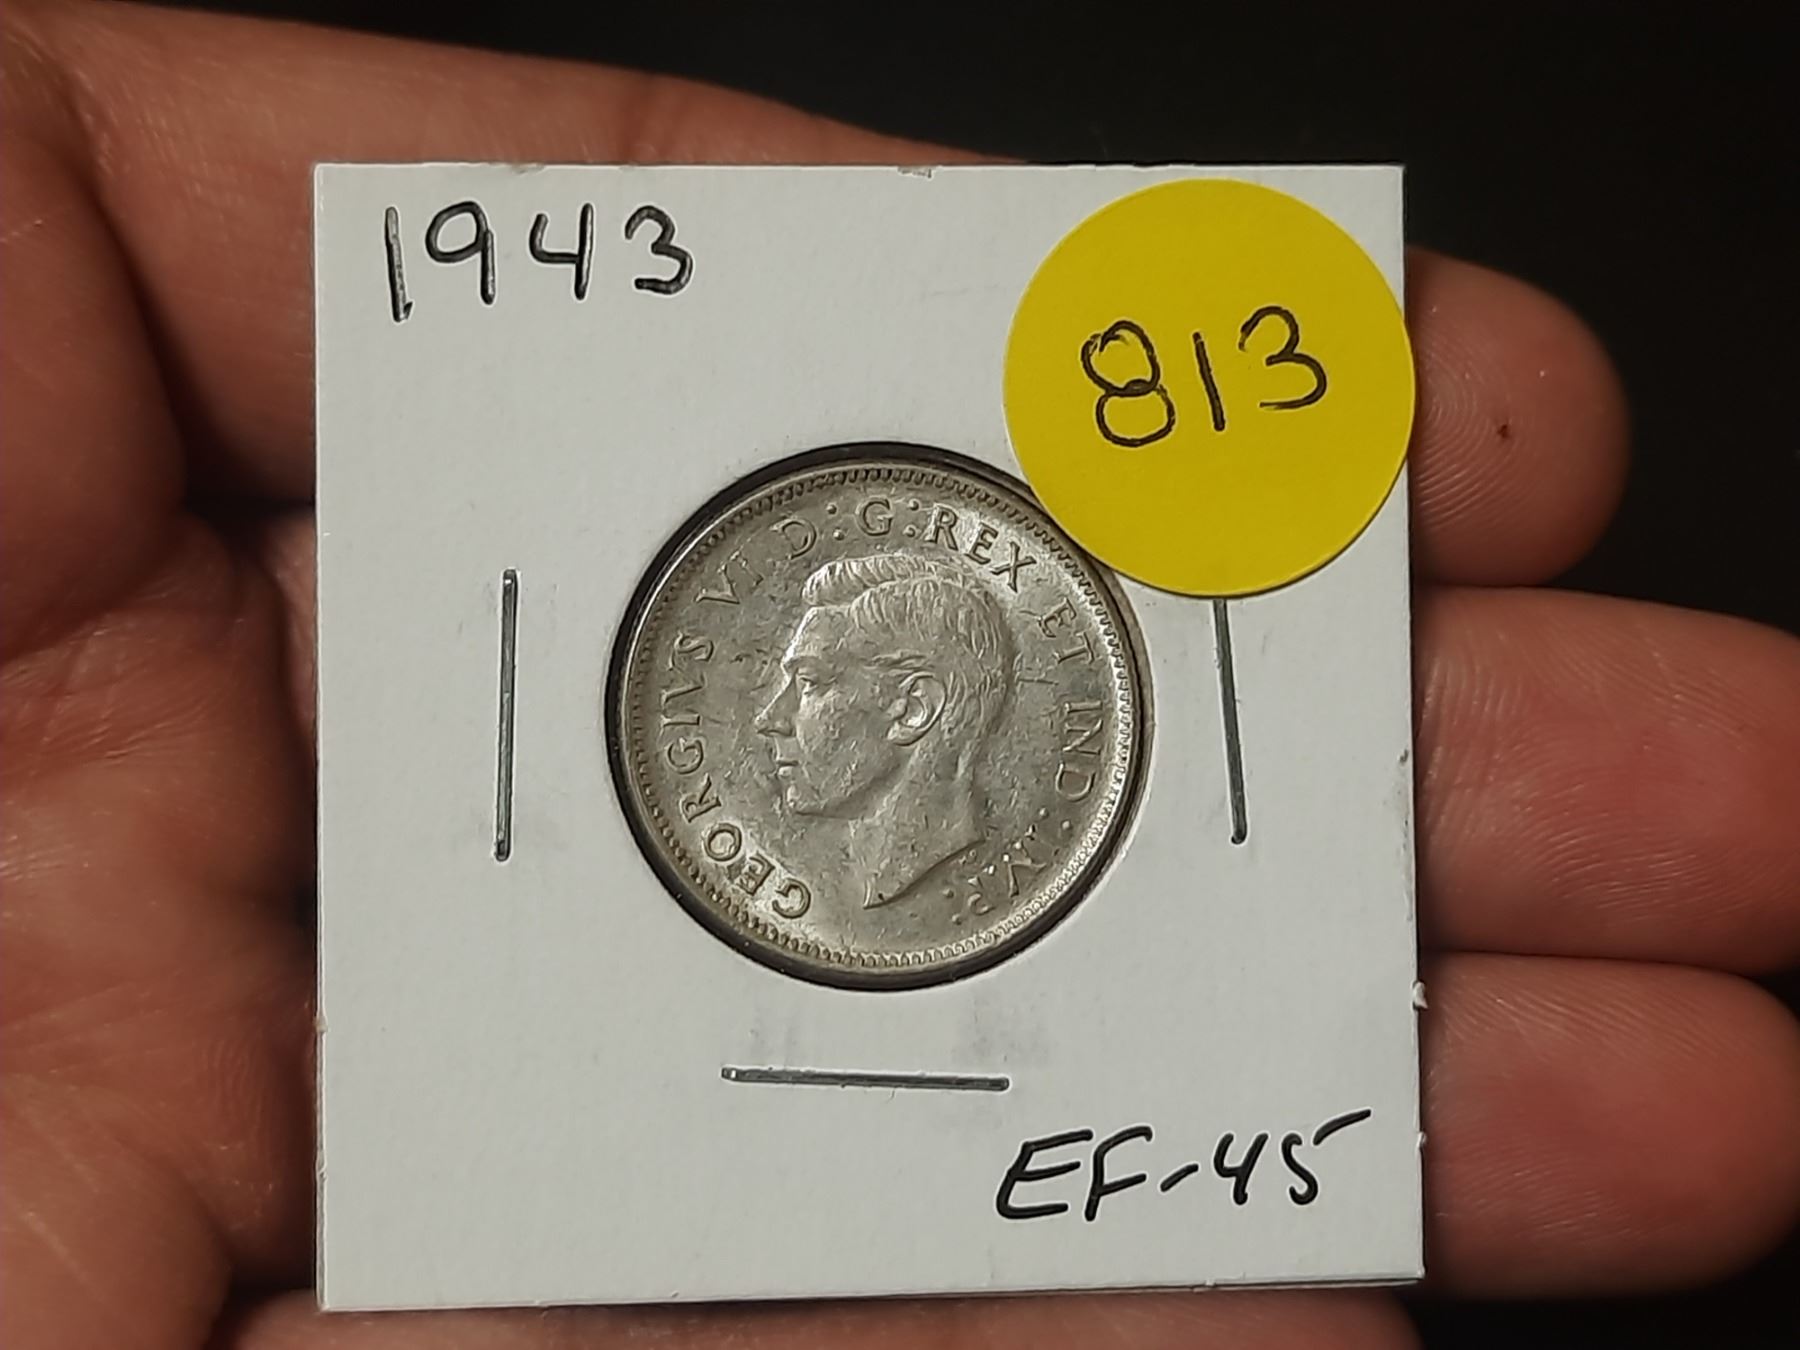 1943
813
GEORGIVS VI D:G:REX ET IND:IMP:
EF-45